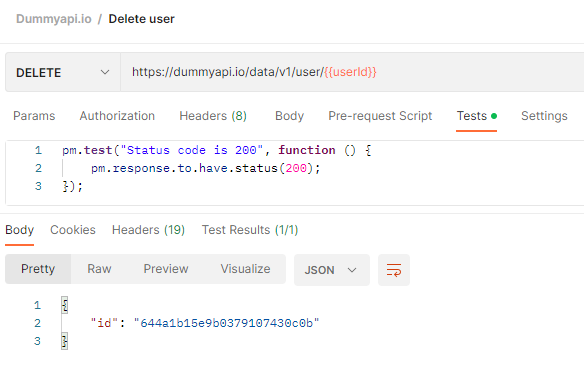 Dummyapi.io / Delete user
DELETE https://dummyapi.io/data/v1/user/{{userId}}
Params Authorization Headers (8) Body Pre-request Script Tests Settings
1 pm.test("Status code is 200", function () {
2 pm.response.to.have.status(200);
3 });
Body Cookies Headers (19) Test Results (1/1)
Pretty Raw Preview Visualize JSON
1 {
2 "id": "644a1b15e9b0379107430c0b"
3 }